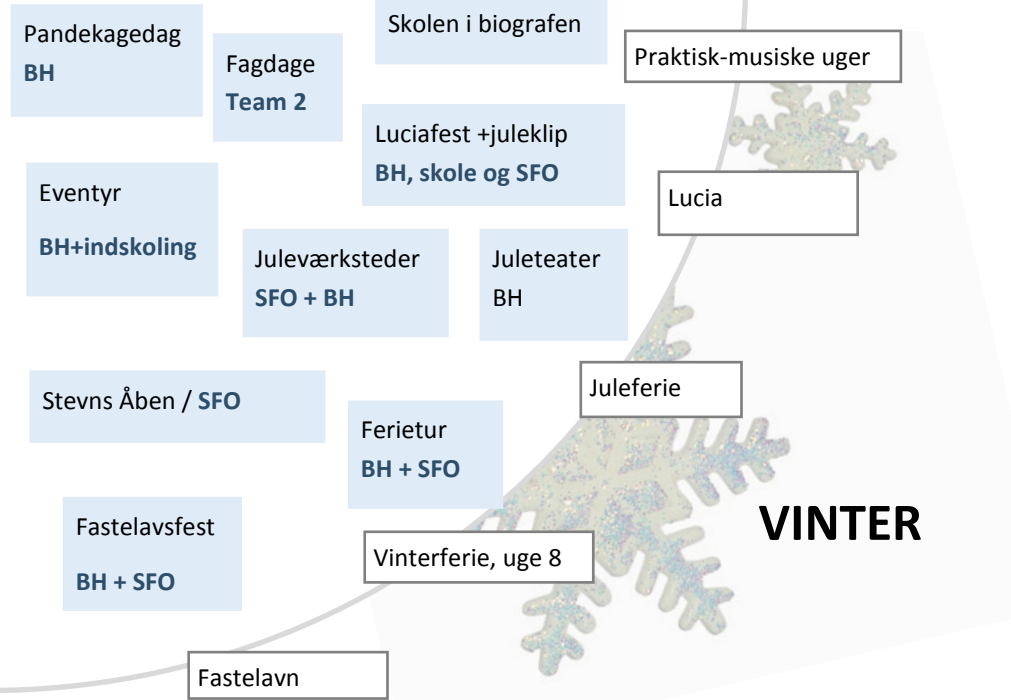 Pandekagedag
BH
Fagdage
Team 2
Skolen i biografen
Praktisk-musiske uger
Luciafest +juleklip
BH, skole og SFO
Eventyr
BH+indskoling
Lucia
Juleværksteder
SFO + BH
Juleteater
BH
Stevns Åben / SFO
Juleferie
Ferietur
BH + SFO
Fastelavsfest
BH + SFO
VINTER
Vinterferie, uge 8
Fastelavn